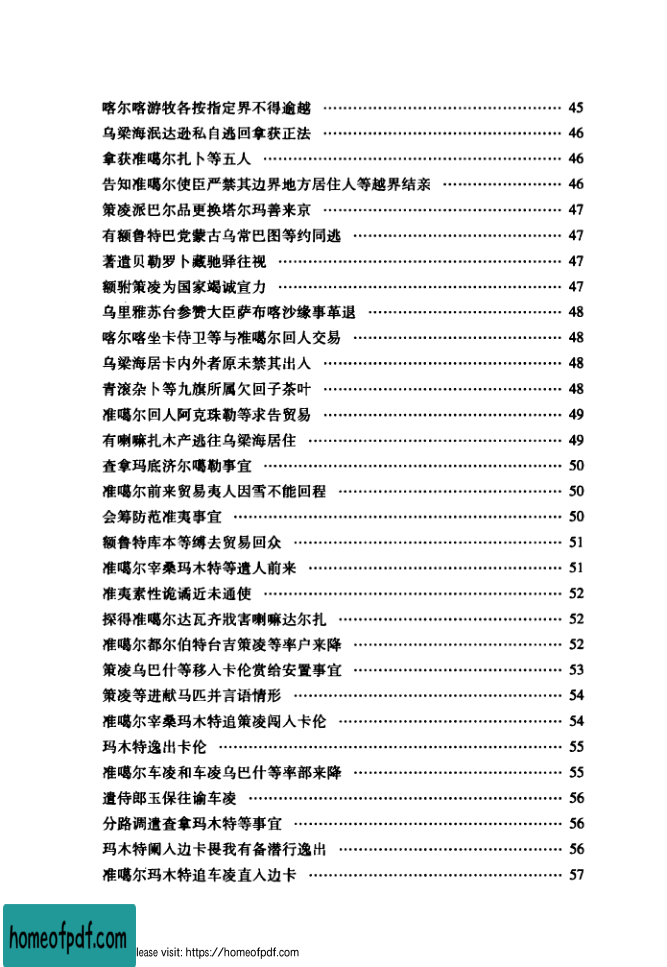 喀尔喀游牧各按指定界不得逾越 …… 45
乌梁海泯达逊私自逃回拿获正法 …… 46
拿获准噶尔扎卜等五人 …… 46
告知准噶尔使臣严禁其边界地方居住人等越界结亲 …… 46
策凌派巴尔品更换塔尔玛善来京 …… 47
有额鲁特巴党蒙古乌常巴图等约同逃 …… 47
著遣贝勒罗卜藏驰驿往视 …… 47
额驸策凌为国家竭诚宣力 …… 47
乌里雅苏台参赞大臣萨布喀沙缘事革退 …… 48
喀尔喀坐卡侍卫等与准噶尔回人交易 …… 48
乌梁海居卡内外者原未禁其出入 …… 48
青滚杂卜等九旗所属欠回子茶叶 …… 48
准噶尔回人阿克珠勒等求告贸易 …… 49
有喇嘛扎木产逃往乌梁海居住 …… 49
查拿玛底济尔噶勒事宜 …… 50
准噶尔前来贸易夷人因雪不能回程 …… 50
会筹防范准夷事宜 …… 50
额鲁特库本等缚去贸易回众 …… 51
准噶尔宰桑玛木特等遣人前来 …… 51
准夷素性诡谲近未通使 …… 52
探得准噶尔达瓦齐戕害喇嘛达尔扎 …… 52
准噶尔都尔伯特台吉策凌等率户来降 …… 52
策凌乌巴什等移入卡伦赏给安置事宜 …… 53
策凌等进献马匹并言语情形 …… 54
准噶尔宰桑玛木特追策凌闯入卡伦 …… 54
玛木特逸出卡伦 …… 55
准噶尔车凌和车凌乌巴什等率部来降 …… 55
遣侍郎玉保往谕车凌 …… 56
分路调遣查拿玛木特等事宜 …… 56
玛木特阑入边卡畏我有备潜行逸出 …… 56
准噶尔玛木特追车凌直入边卡 …… 57
homeofpdf.com
lease visit: https://homeofpdf.com